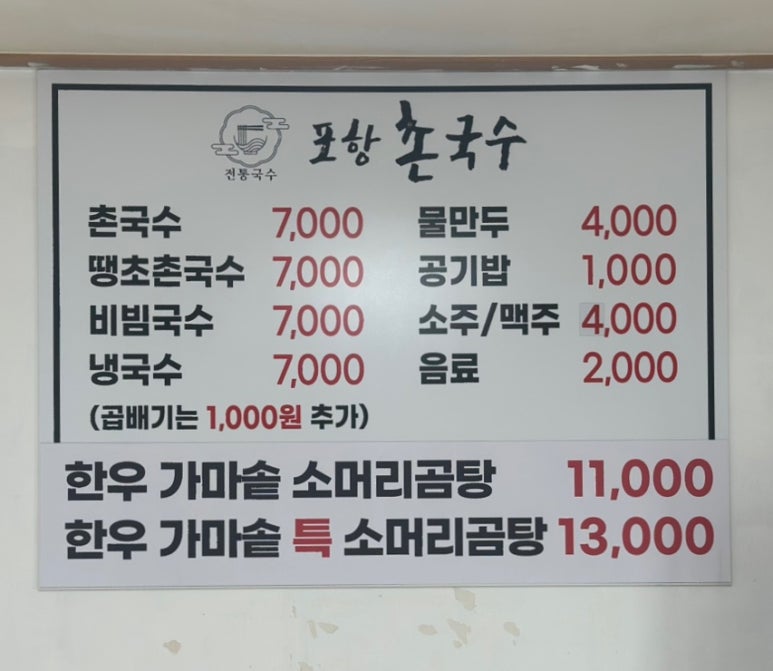 전통국수
포항 촌국수
촌국수 7,000
땡초촌국수 7,000
비빔국수 7,000
냉국수 7,000
(곱배기는 1,000원 추가)
물만두 4,000
공기밥 1,000
소주/맥주 4,000
음료 2,000
한우 가마솥 소머리곰탕 11,000
한우 가마솥 특 소머리곰탕 13,000